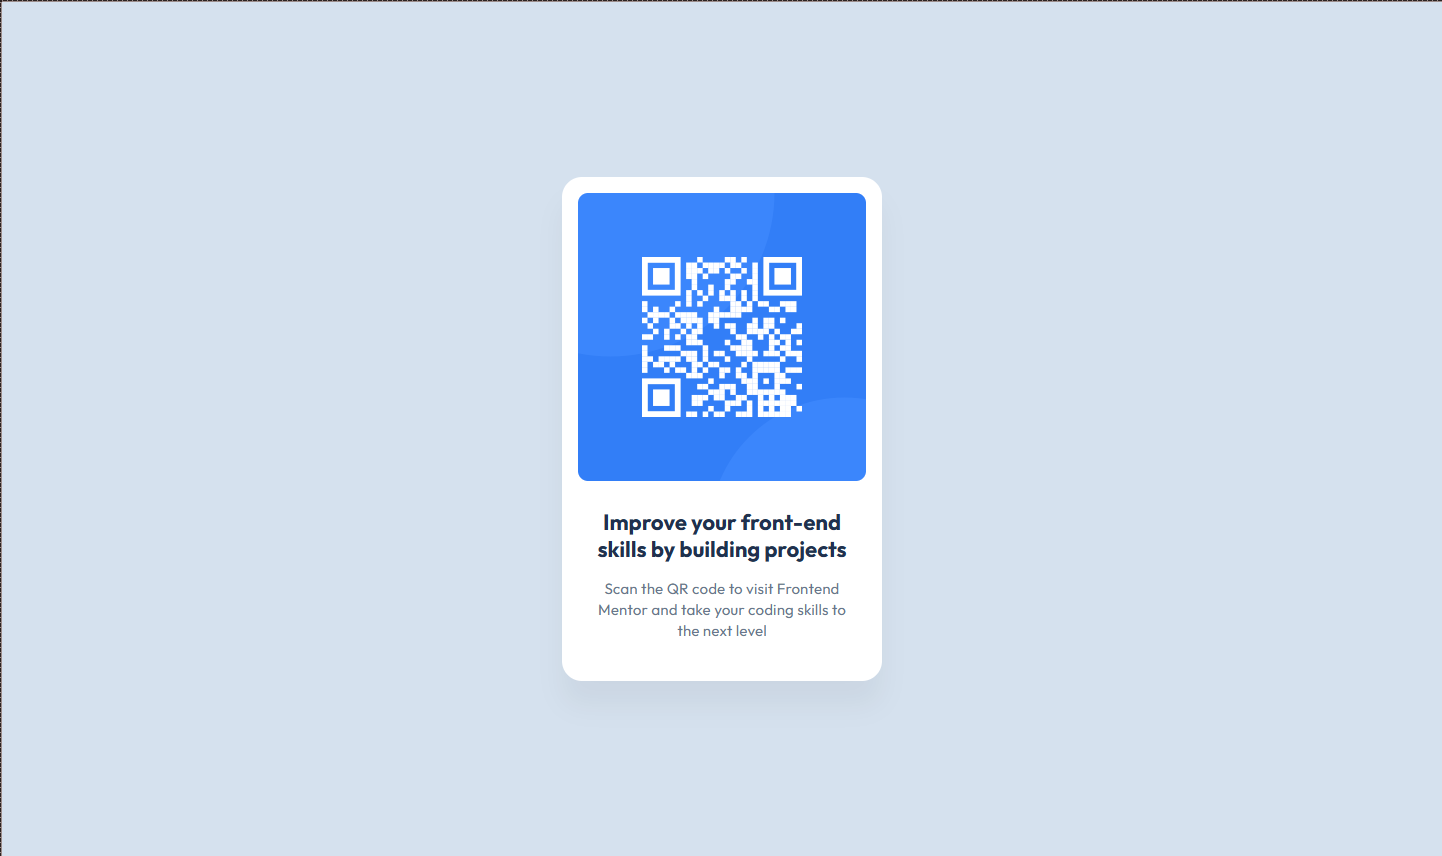 Improve your front-end
skills by building projects
Scan the QR code to visit Frontend
Mentor and take your coding skills to
the next level